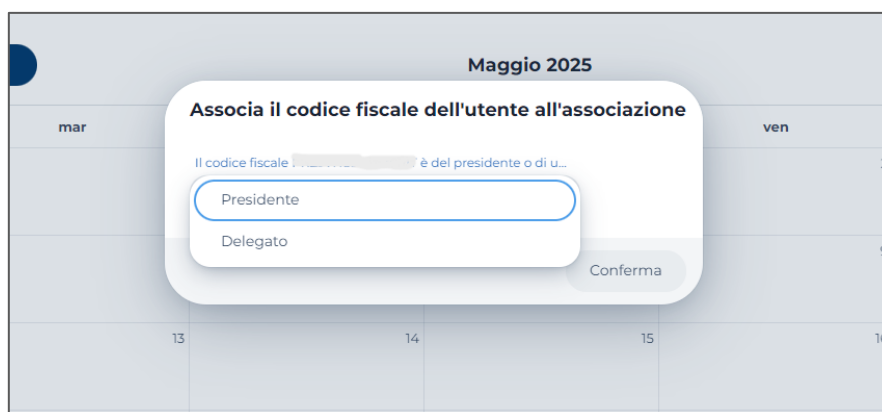 Maggio 2025
Associa il codice fiscale dell'utente all'associazione
mar
ven
Il codice fiscale è del presidente o di u...
Presidente
Delegato
Conferma
13
14
15